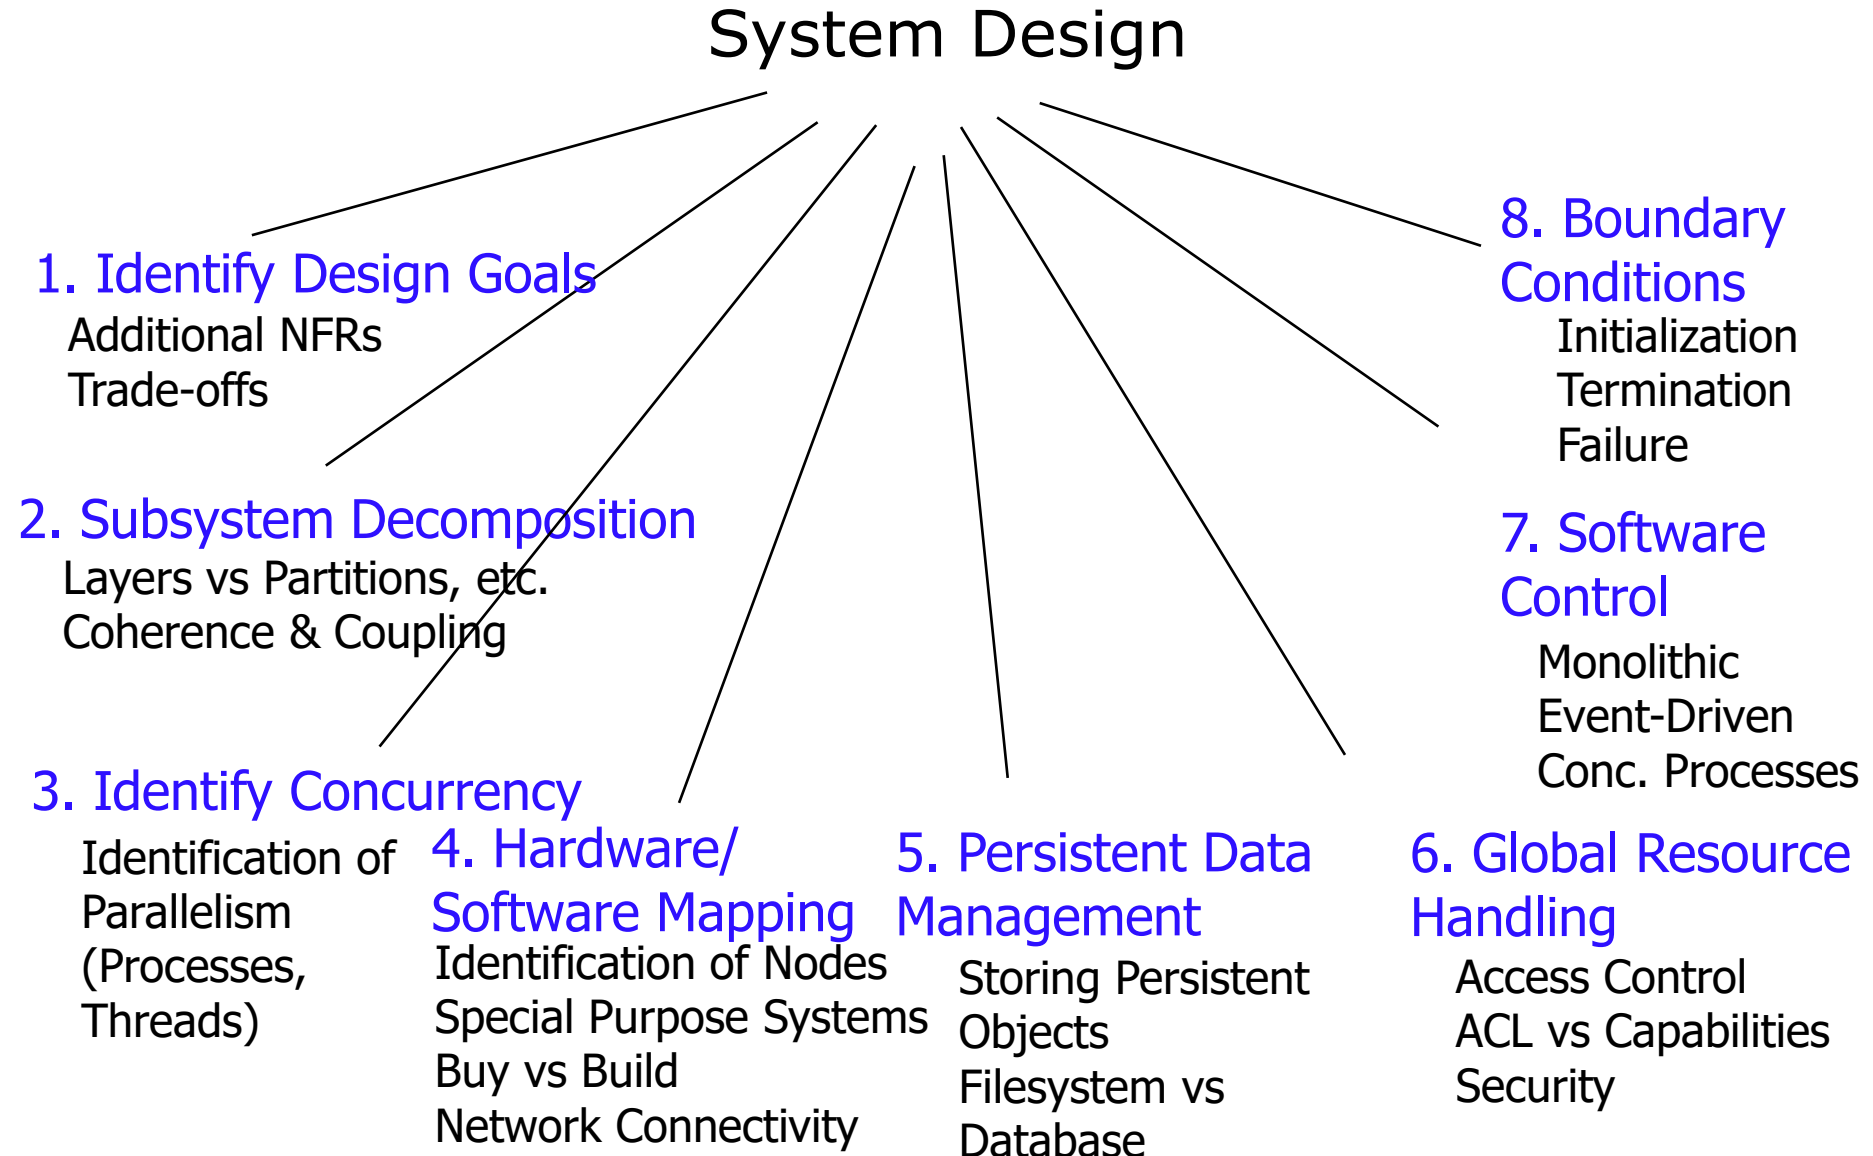 System Design
1. Identify Design Goals
Additional NFRs
Trade-offs
2. Subsystem Decomposition
Layers vs Partitions, etc.
Coherence & Coupling
3. Identify Concurrency
Identification of
Parallelism
(Processes,
Threads)
4. Hardware/
Software Mapping
Identification of Nodes
Special Purpose Systems
Buy vs Build
Network Connectivity
5. Persistent Data
Management
Storing Persistent
Objects
Filesystem vs
Database
6. Global Resource
Handling
Access Control
ACL vs Capabilities
Security
7. Software
Control
Monolithic
Event-Driven
Conc. Processes
8. Boundary
Conditions
Initialization
Termination
Failure